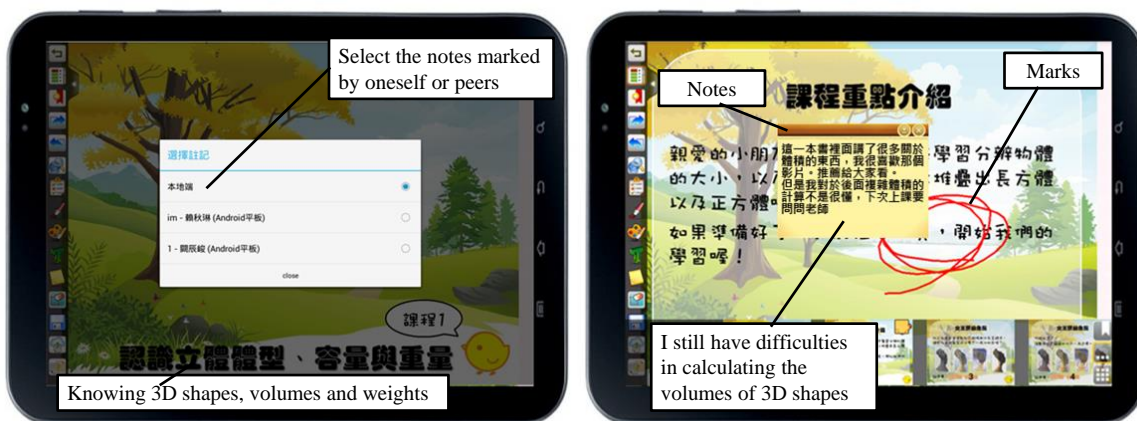 Select the notes marked
by oneself or peers
選擇註記
本地端
im - 賴秋琳 (Android平板)
1 - 闕辰峻 (Android平板)
close
課程1
認識立體體型、容量與重量
Knowing 3D shapes, volumes and weights
Notes
Marks
課程重點介紹
這一本書裡面講了很多關於
體積的東西,我很喜歡那個
影片。推薦給大家看。
但是我對於後面複雜體積的
計算不是很懂,下次上課要
問問老師
親愛的小朋
學習分辨物體
的大小,以
堆疊出長方體
以及正方體
如果準備好
,開始我們的
學習喔!
I still have difficulties
in calculating the
volumes of 3D shapes
3
4